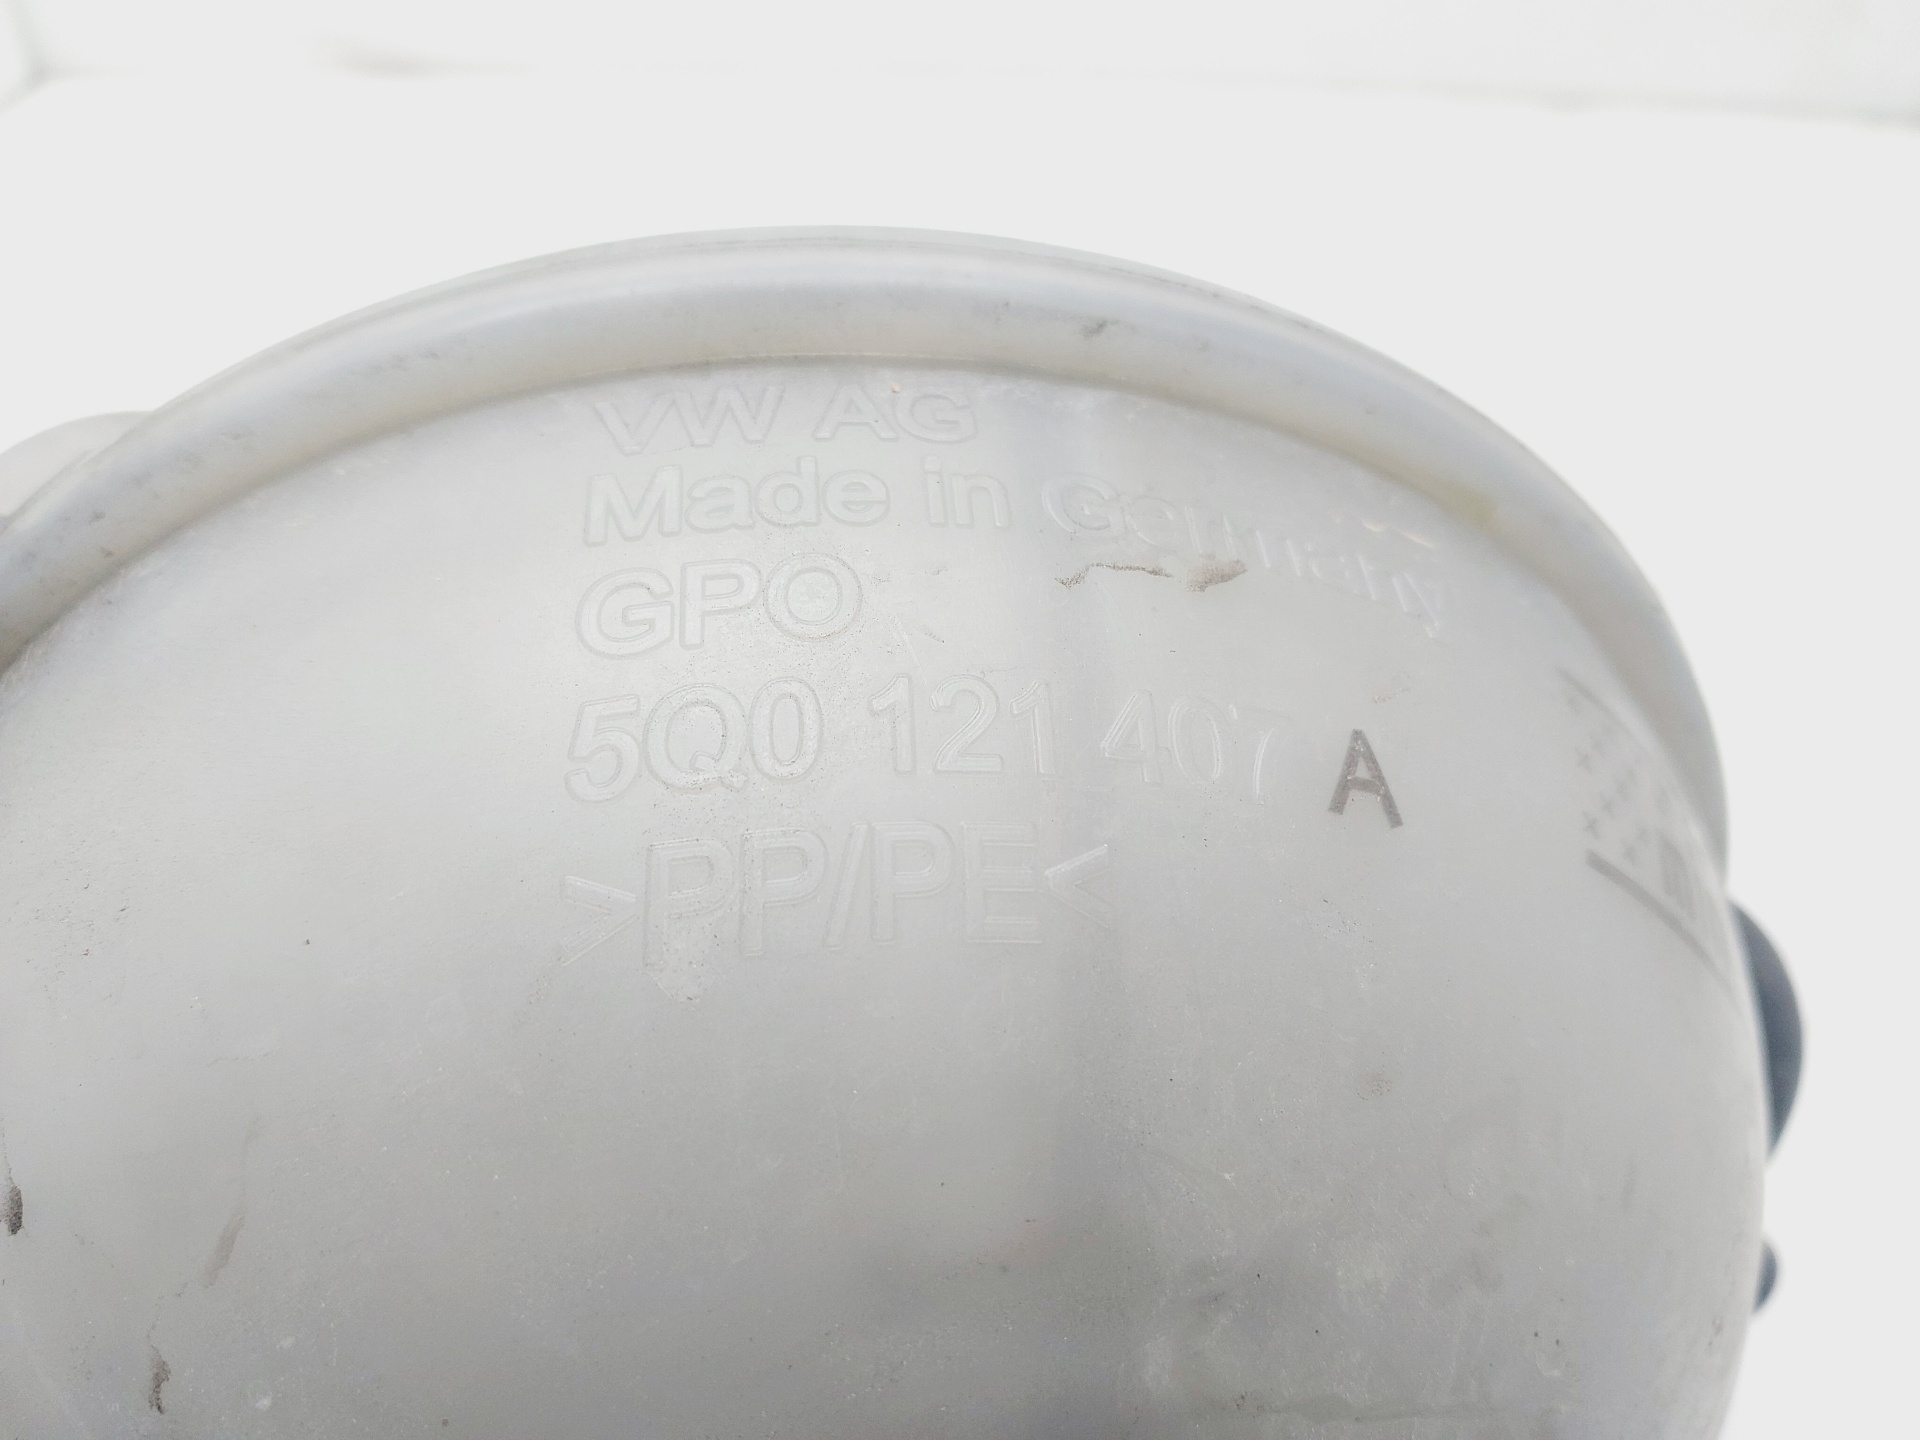 VW AG
Made in Germany
GPO
5Q0 121 407 A
>PP/PE<